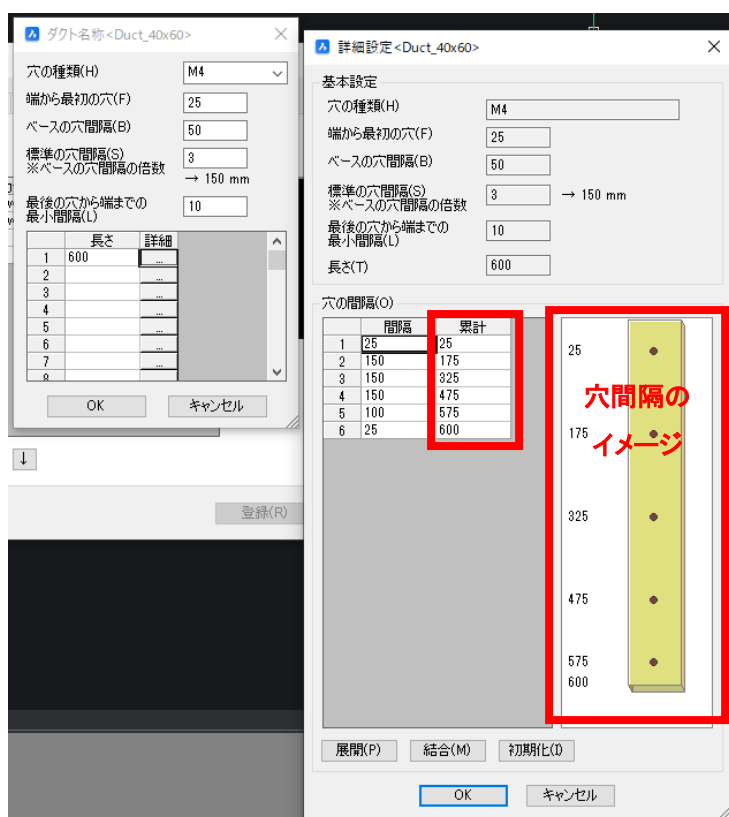 ダクト名称<Duct_40x60>
穴の種類(H) M4
端から最初の穴(F) 25
ベースの穴間隔(B) 50
標準の穴間隔(S) 3
※ベースの穴間隔の倍数 → 150 mm
最後の穴から端までの
最小間隔(L) 10
長さ 詳細
1 600 ...
2 ...
3 ...
4 ...
5 ...
6 ...
7 ...
8
OK キャンセル
↓
登録(R)
詳細設定<Duct_40x60>
基本設定
穴の種類(H) M4
端から最初の穴(F) 25
ベースの穴間隔(B) 50
標準の穴間隔(S) 3 → 150 mm
※ベースの穴間隔の倍数
最後の穴から端までの 10
最小間隔(L)
長さ(T) 600
穴の間隔(O)
間隔 累計
1 25 25
2 150 175
3 150 325
4 150 475
5 100 575
6 25 600
25
穴間隔の
175
イメージ
325
475
575
600
展開(P) 結合(M) 初期化(I)
OK キャンセル